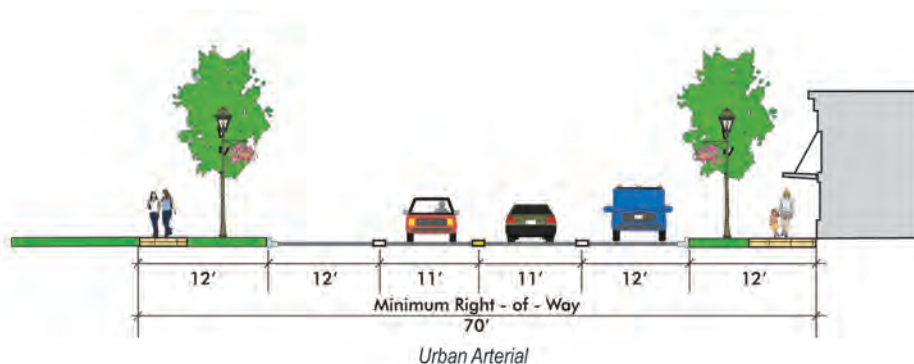 12' 12' 11' 11' 12' 12'
Minimum Right - of - Way
70'
Urban Arterial